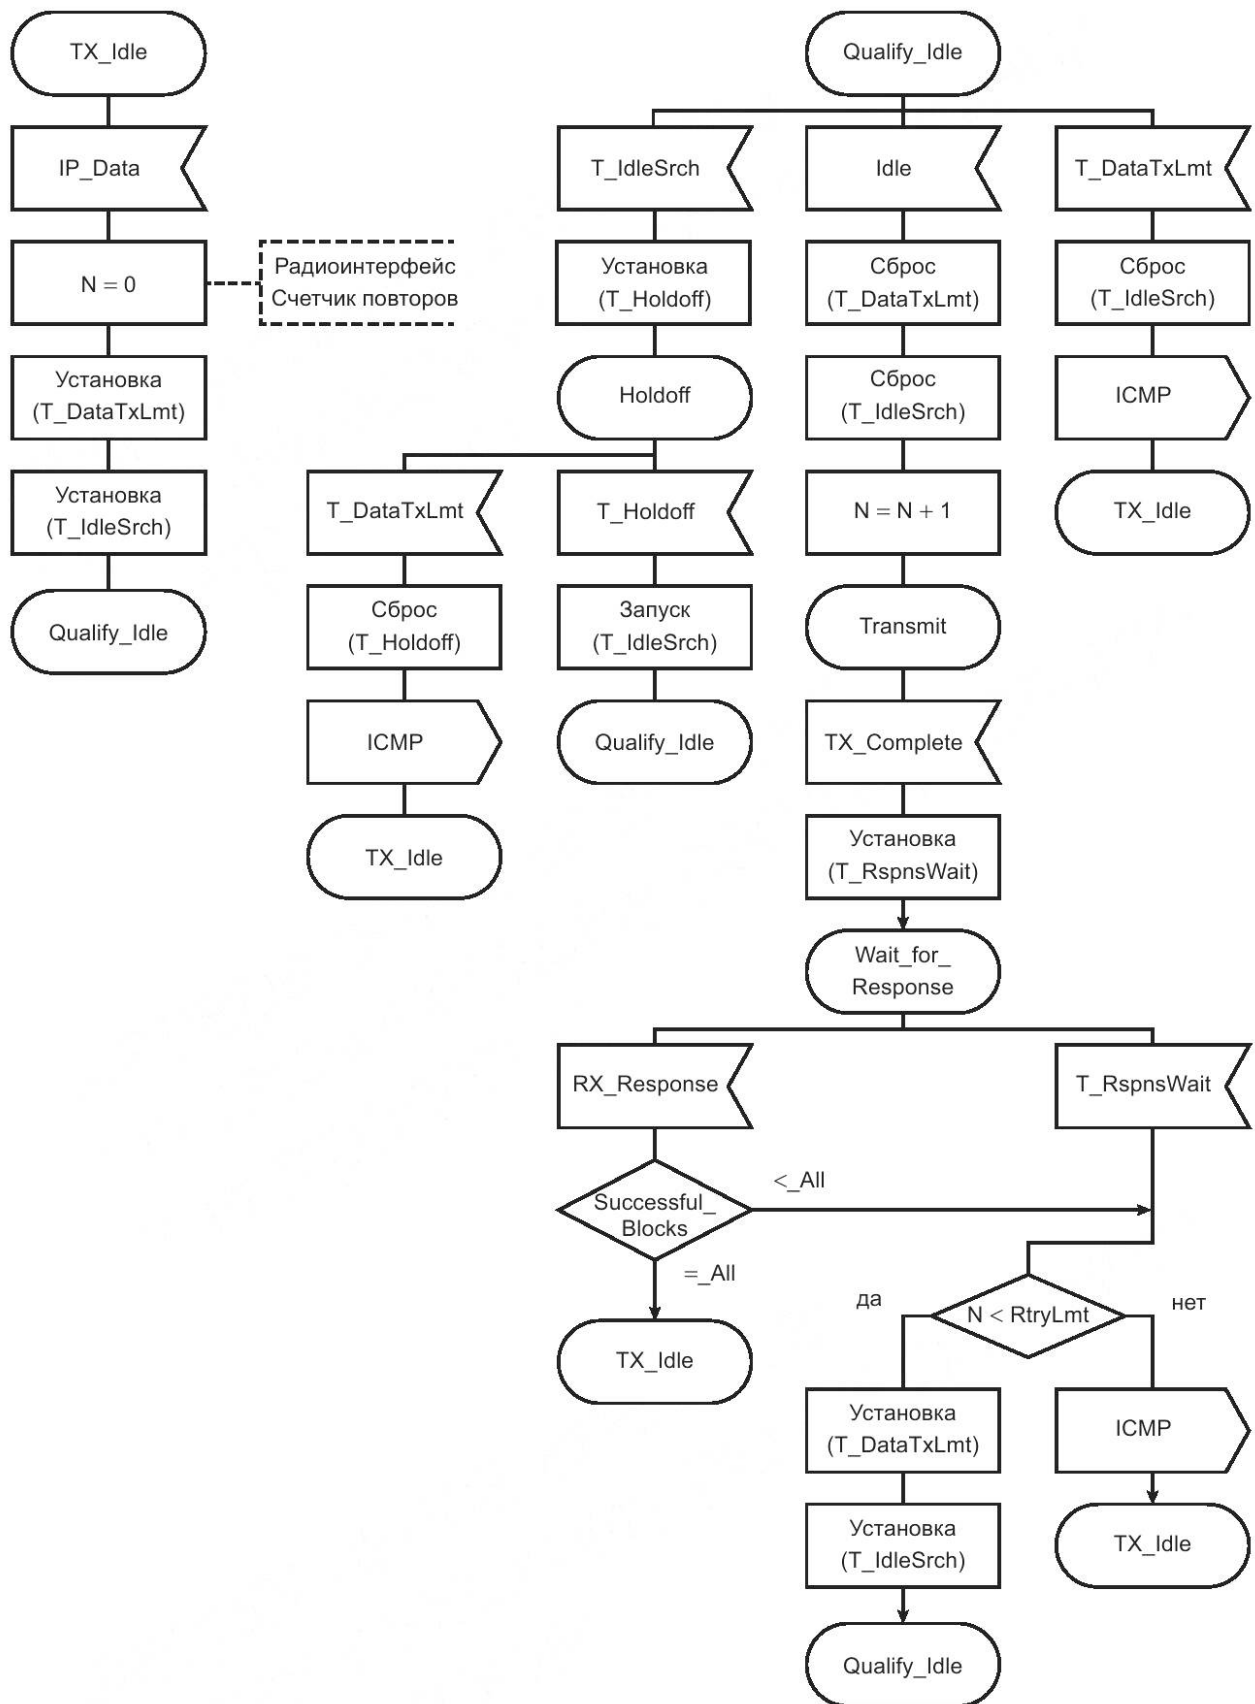 TX_Idle
IP_Data
N = 0
Радиоинтерфейс
Счетчик повторов
Установка
(T_DataTxLmt)
Установка
(T_IdleSrch)
Qualify_Idle
Qualify_Idle
T_IdleSrch
Установка
(T_Holdoff)
Holdoff
T_DataTxLmt
Сброс
(T_Holdoff)
ICMP
TX_Idle
T_Holdoff
Запуск
(T_IdleSrch)
Qualify_Idle
Idle
Сброс
(T_DataTxLmt)
Сброс
(T_IdleSrch)
N = N + 1
Transmit
TX_Complete
Установка
(T_RspnsWait)
Wait_for_
Response
T_DataTxLmt
Сброс
(T_IdleSrch)
ICMP
TX_Idle
RX_Response
Successful_
Blocks
<_All
=_All
TX_Idle
T_RspnsWait
N < RtryLmt
да
нет
Установка
(T_DataTxLmt)
Установка
(T_IdleSrch)
Qualify_Idle
ICMP
TX_Idle